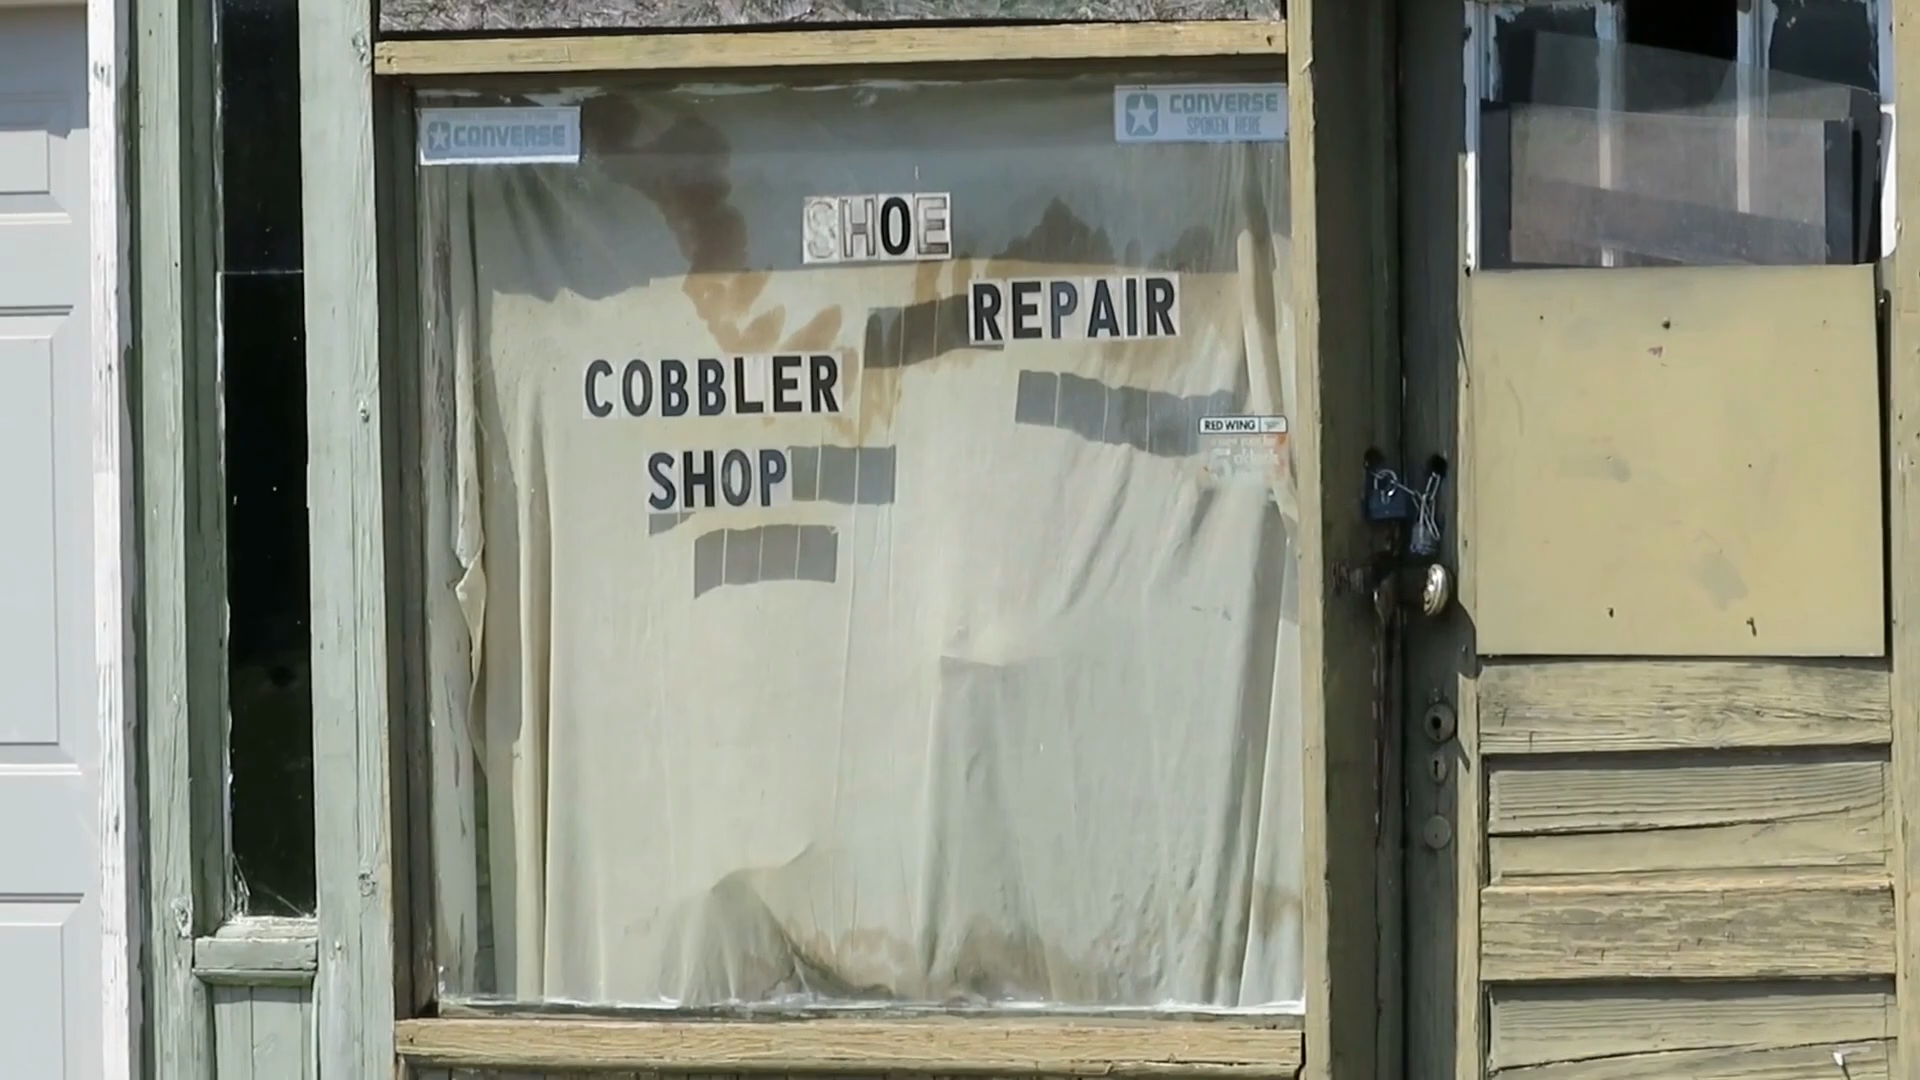 CONVERSE
CONVERSE
SPOKEN HERE
SHOE
REPAIR
COBBLER
SHOP
RED WING